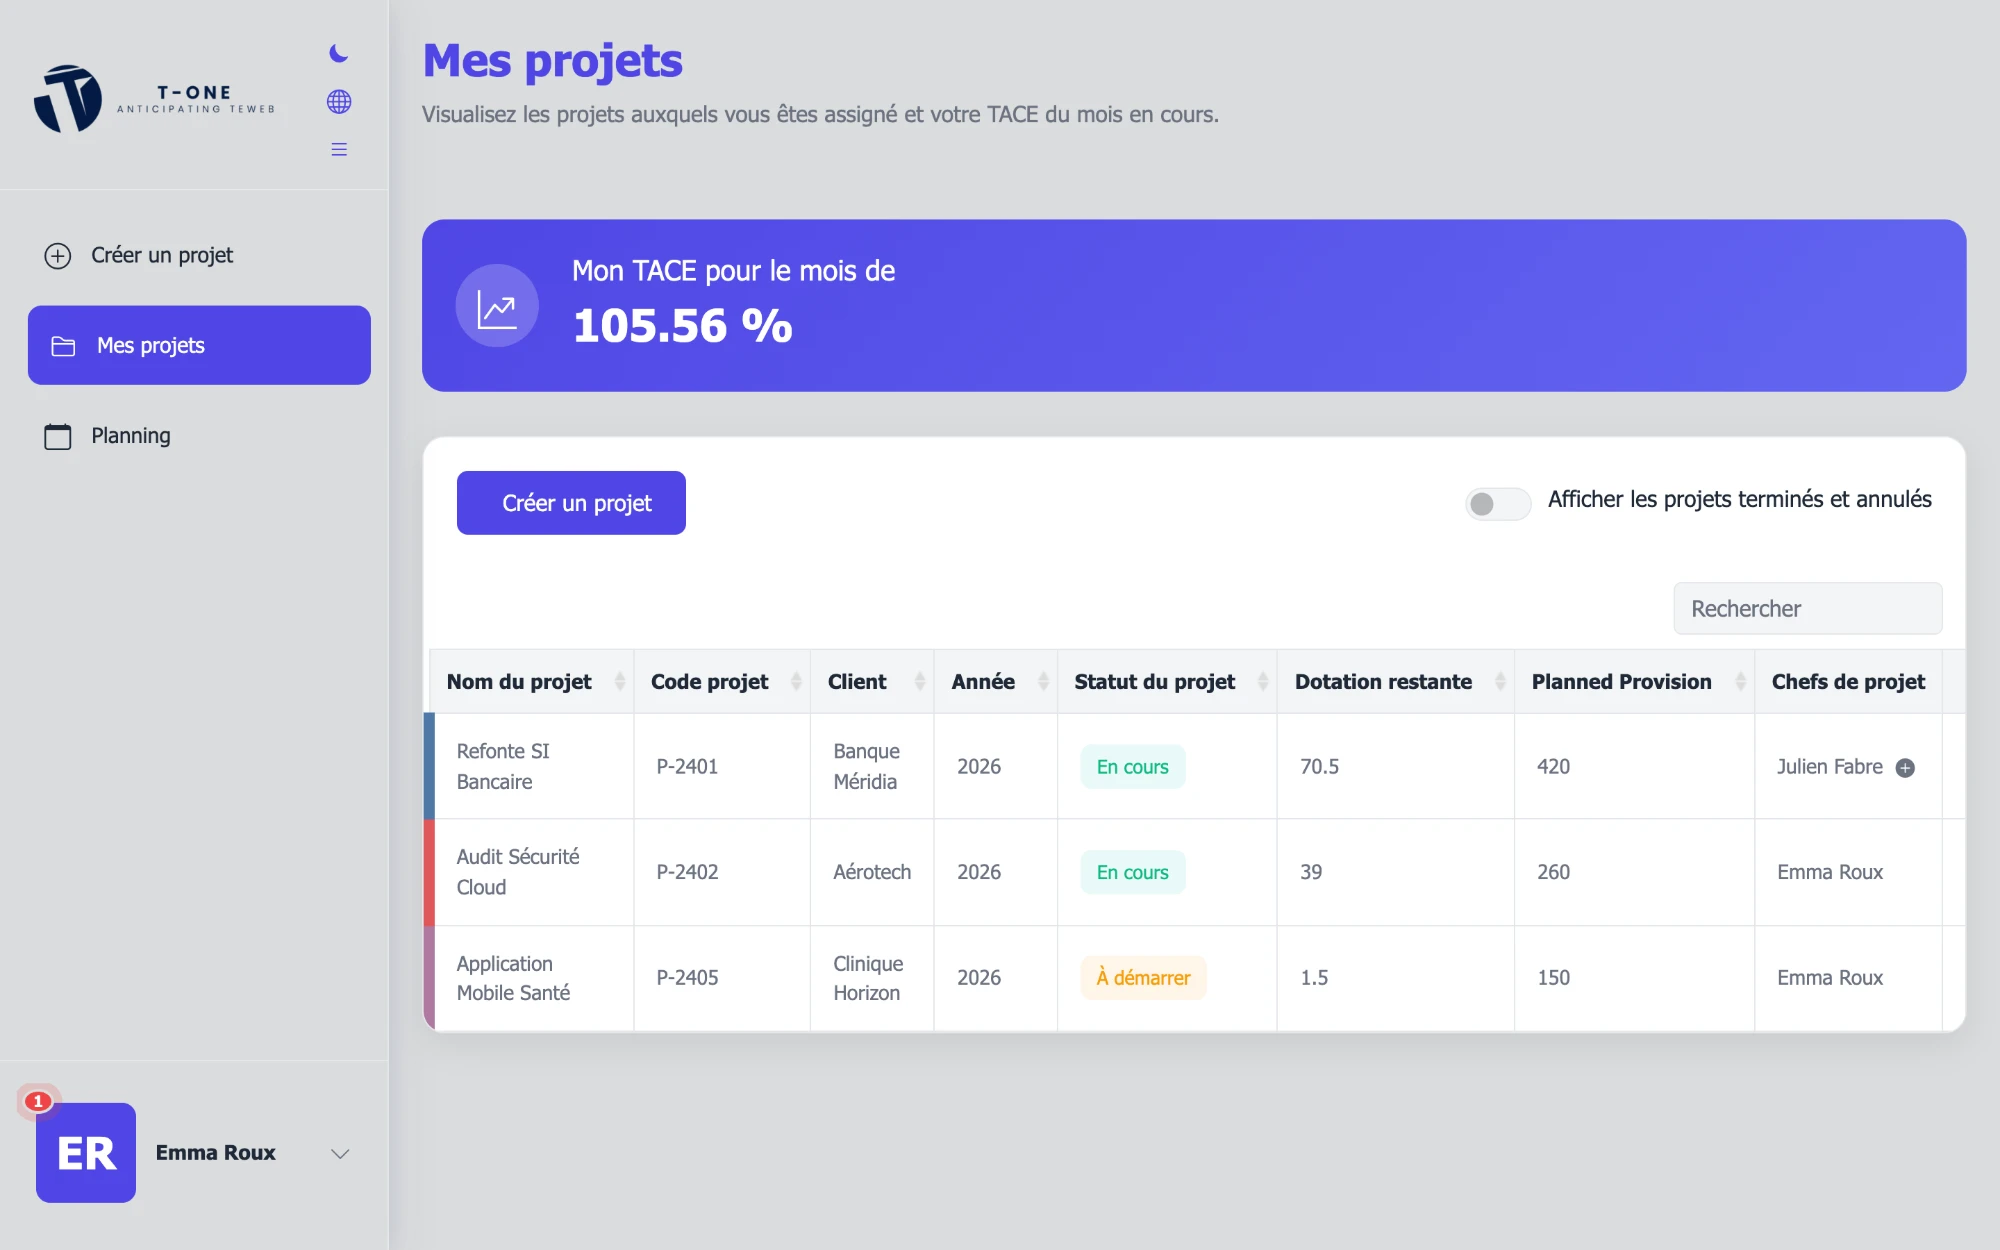 T-ONE
ANTICIPATING TEWEB
Créer un projet
Mes projets
Planning
1
ER
Emma Roux
Mes projets
Visualisez les projets auxquels vous êtes assigné et votre TACE du mois en cours.
Mon TACE pour le mois de
105.56 %
Créer un projet
Afficher les projets terminés et annulés
Rechercher
Nom du projet Code projet Client Année Statut du projet Dotation restante Planned Provision Chefs de projet
Refonte SI
Bancaire
P-2401
Banque
Méridia
2026
En cours
70.5
420
Julien Fabre
Audit Sécurité
Cloud
P-2402
Aérotech
2026
En cours
39
260
Emma Roux
Application
Mobile Santé
P-2405
Clinique
Horizon
2026
À démarrer
1.5
150
Emma Roux